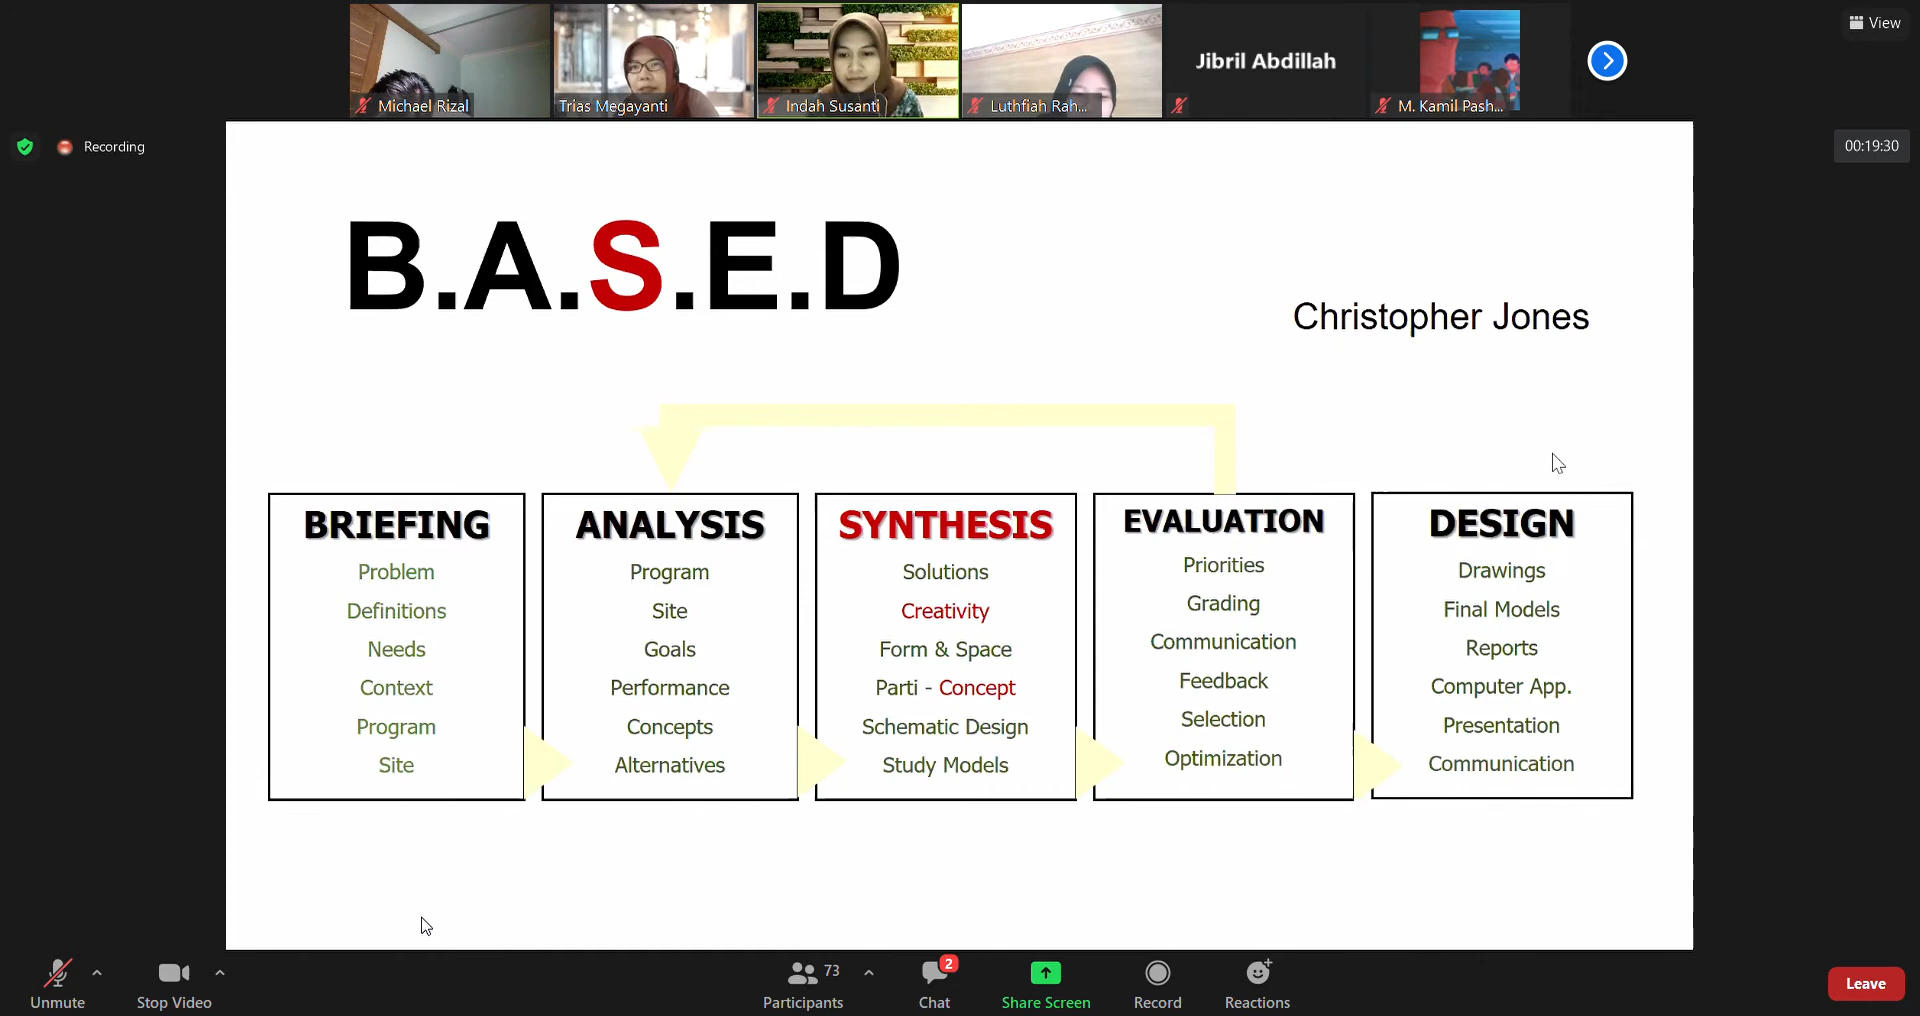 View
Michael Rizal
Trias Megayanti
Indah Susanti
Luthfiah Rah...
Jibril Abdillah
M. Kamil Pash...
Recording
00:19:30
B.A.S.E.D
Christopher Jones
BRIEFING
Problem
Definitions
Needs
Context
Program
Site
ANALYSIS
Program
Site
Goals
Performance
Concepts
Alternatives
SYNTHESIS
Solutions
Creativity
Form & Space
Parti - Concept
Schematic Design
Study Models
EVALUATION
Priorities
Grading
Communication
Feedback
Selection
Optimization
DESIGN
Drawings
Final Models
Reports
Computer App.
Presentation
Communication
Unmute
Stop Video
73
Participants
2
Chat
Share Screen
Record
Reactions
Leave